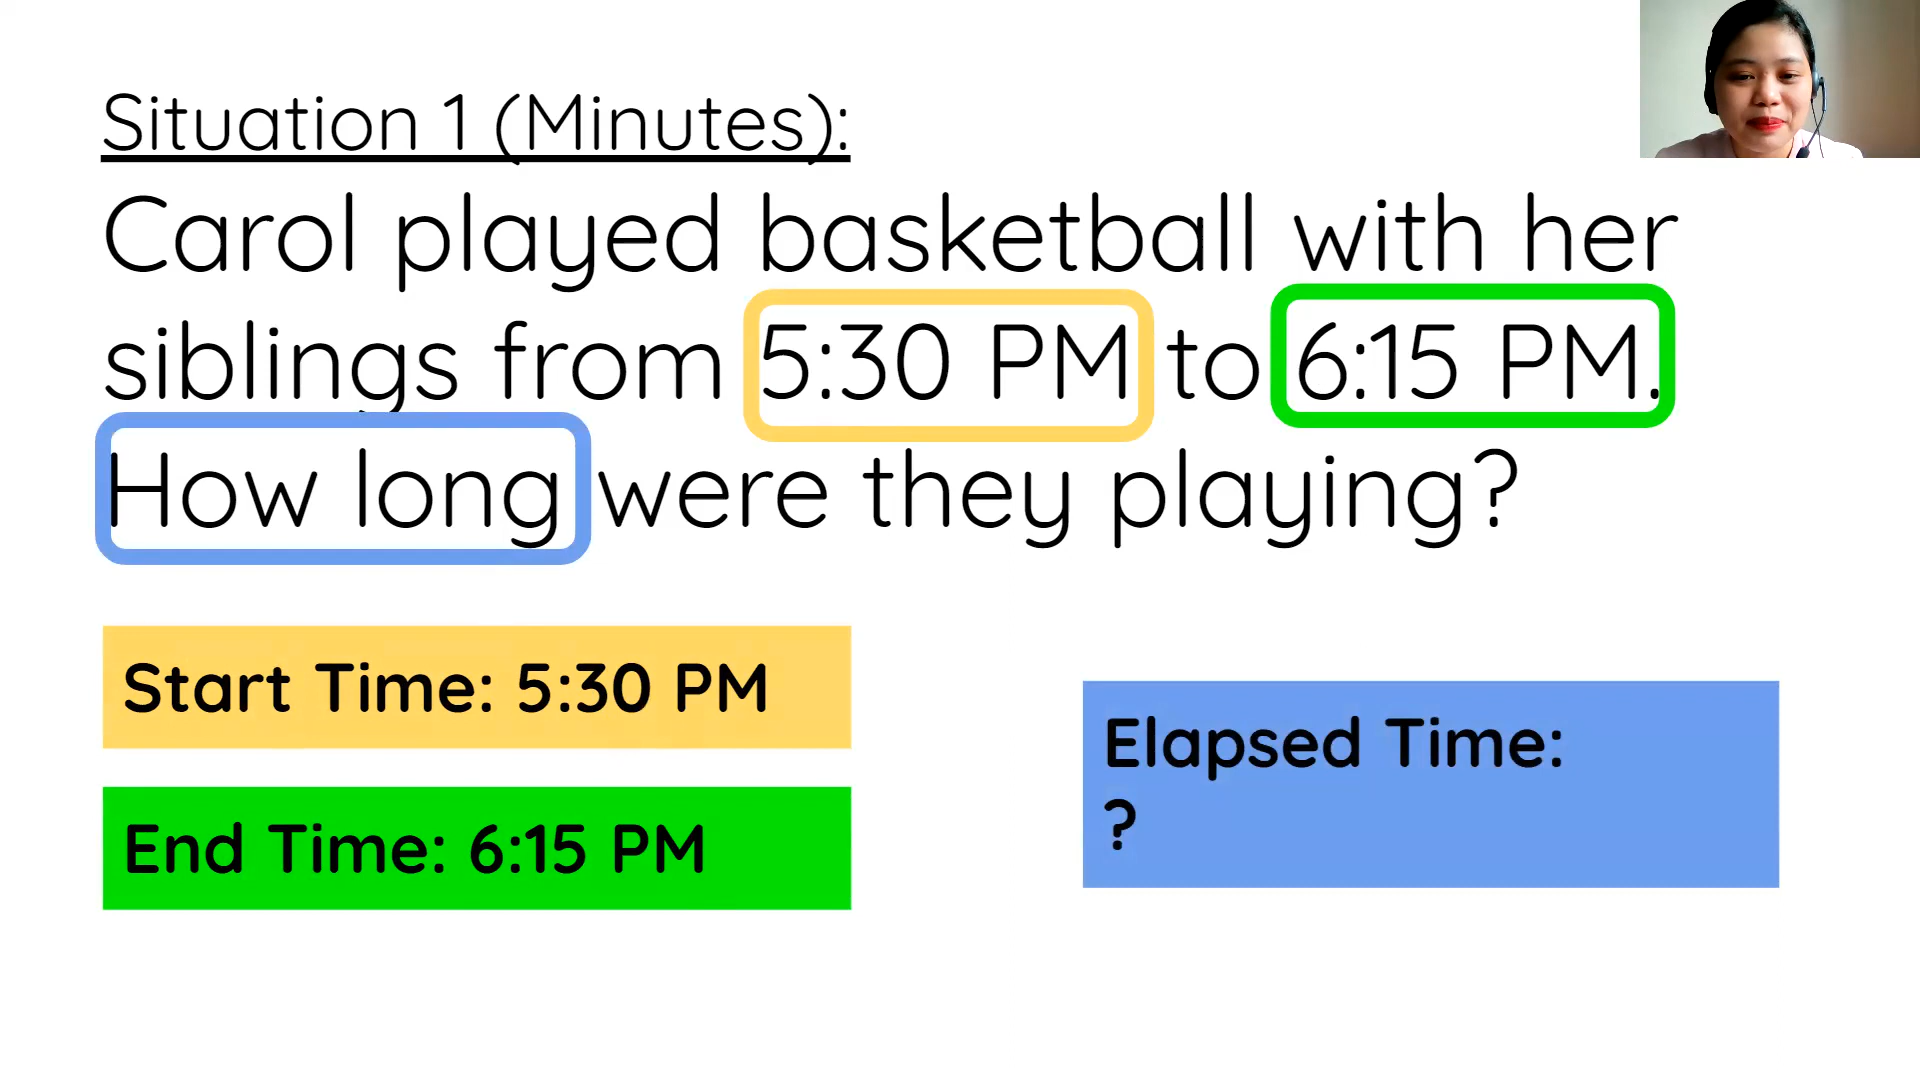 Situation 1 (Minutes):
Carol played basketball with her
siblings from 5:30 PM to 6:15 PM.
How long were they playing?
Start Time: 5:30 PM
End Time: 6:15 PM
Elapsed Time:
?